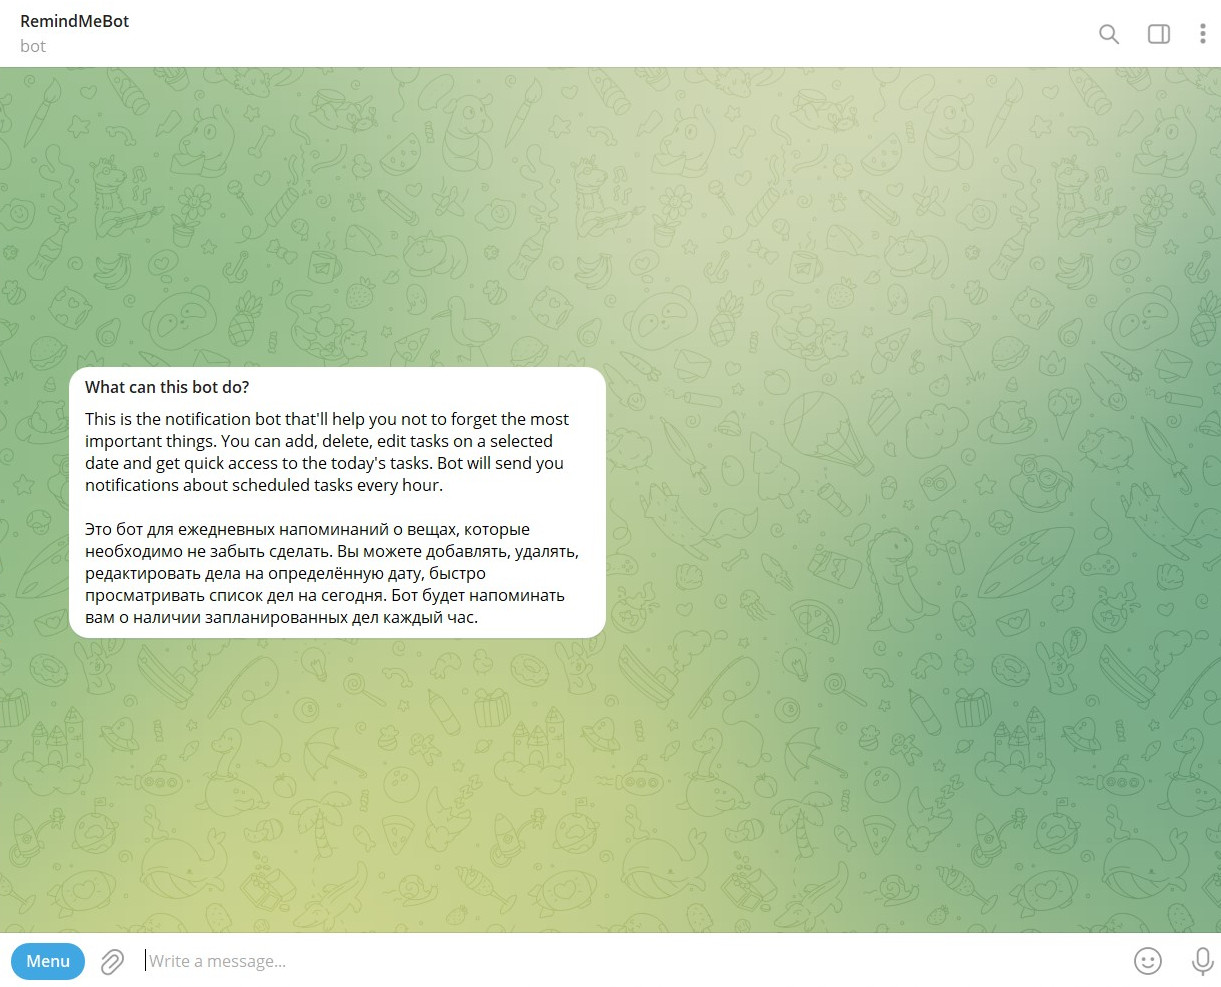 RemindMeBot
bot
What can this bot do?
This is the notification bot that'll help you not to forget the most
important things. You can add, delete, edit tasks on a selected
date and get quick access to the today's tasks. Bot will send you
notifications about scheduled tasks every hour.
Это бот для ежедневных напоминаний о вещах, которые
необходимо не забыть сделать. Вы можете добавлять, удалять,
редактировать дела на определённую дату, быстро
просматривать список дел на сегодня. Бот будет напоминать
вам о наличии запланированных дел каждый час.
Menu
Write a message...